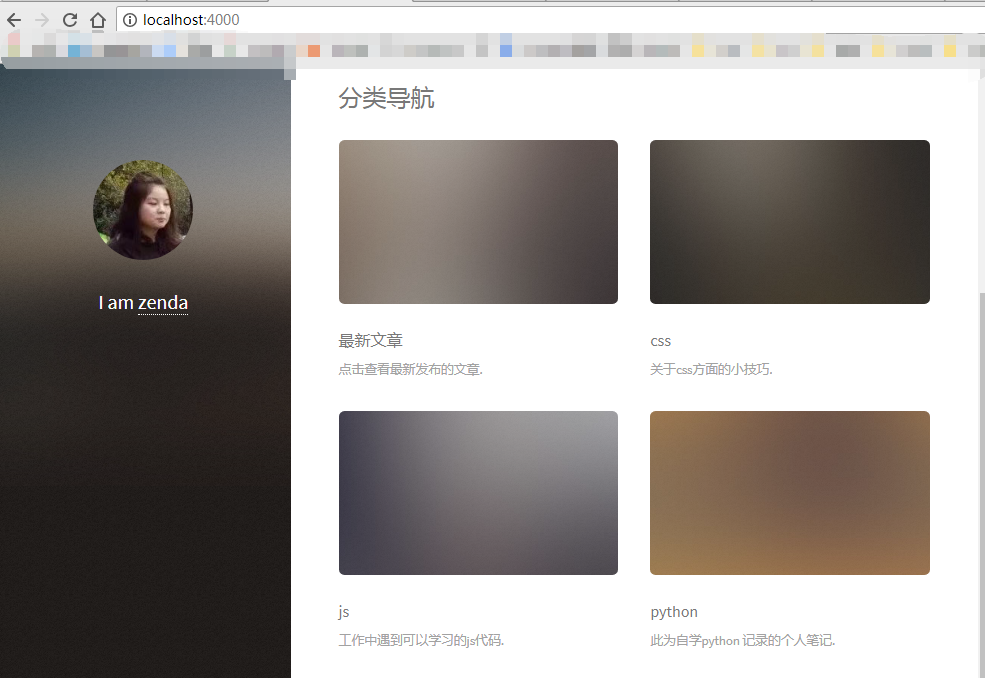 localhost:4000
分类导航
I am zenda
最新文章
点击查看最新发布的文章.
css
关于css方面的小技巧.
js
工作中遇到可以学习的js代码.
python
此为自学python 记录的个人笔记.